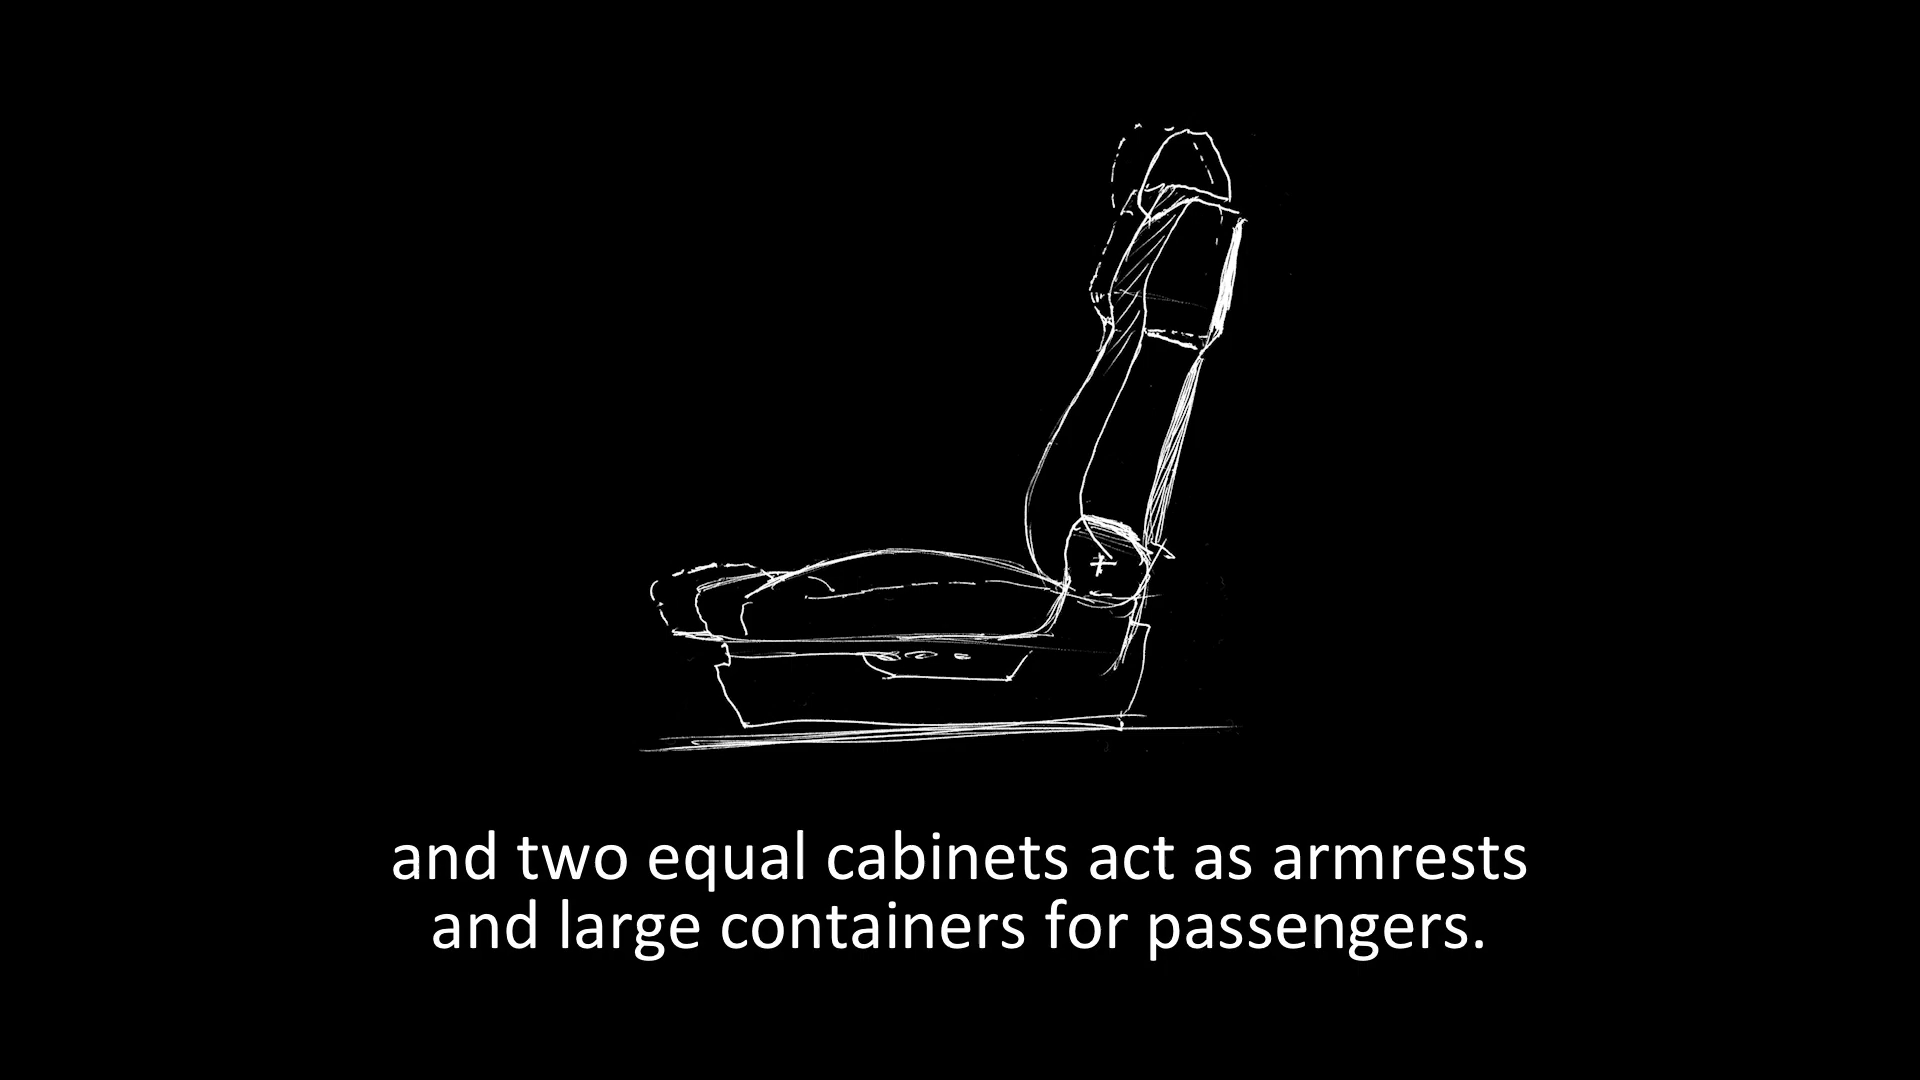 and two equal cabinets act as armrests
and large containers for passengers.